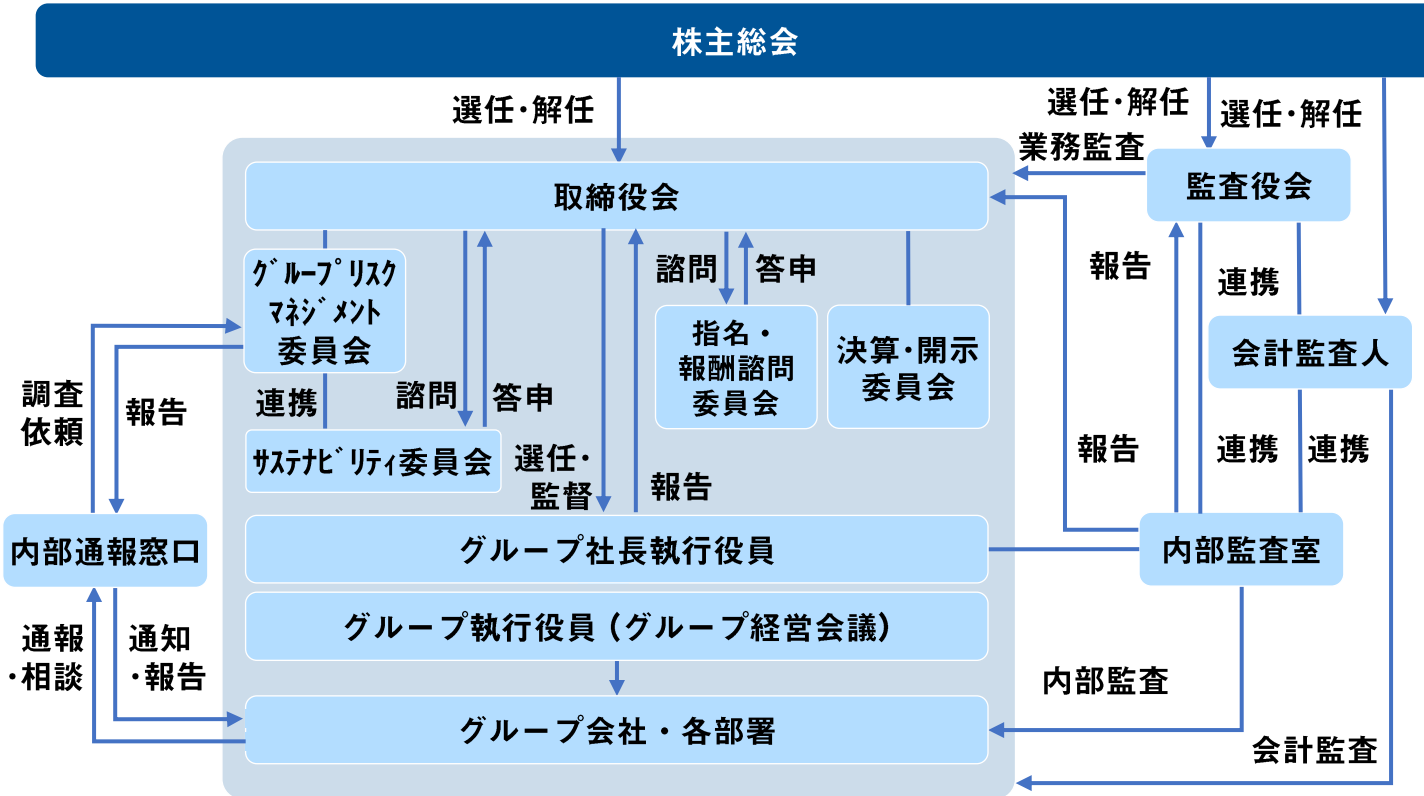 株主総会
選任・解任
選任・解任
選任・解任
業務監査
取締役会
監査役会
ｸﾞﾙｰﾌﾟﾘｽｸ
ﾏﾈｼﾞﾒﾝﾄ
委員会
諮問
答申
報告
連携
指名・
報酬諮問
委員会
決算・開示
委員会
会計監査人
調査
依頼
報告
連携
諮問
答申
ｻｽﾃﾅﾋﾞﾘﾃｨ委員会
選任・
監督
報告
報告
連携
連携
内部通報窓口
グループ社長執行役員
内部監査室
グループ執行役員（グループ経営会議）
通報
・相談
通知
・報告
内部監査
グループ会社・各部署
会計監査